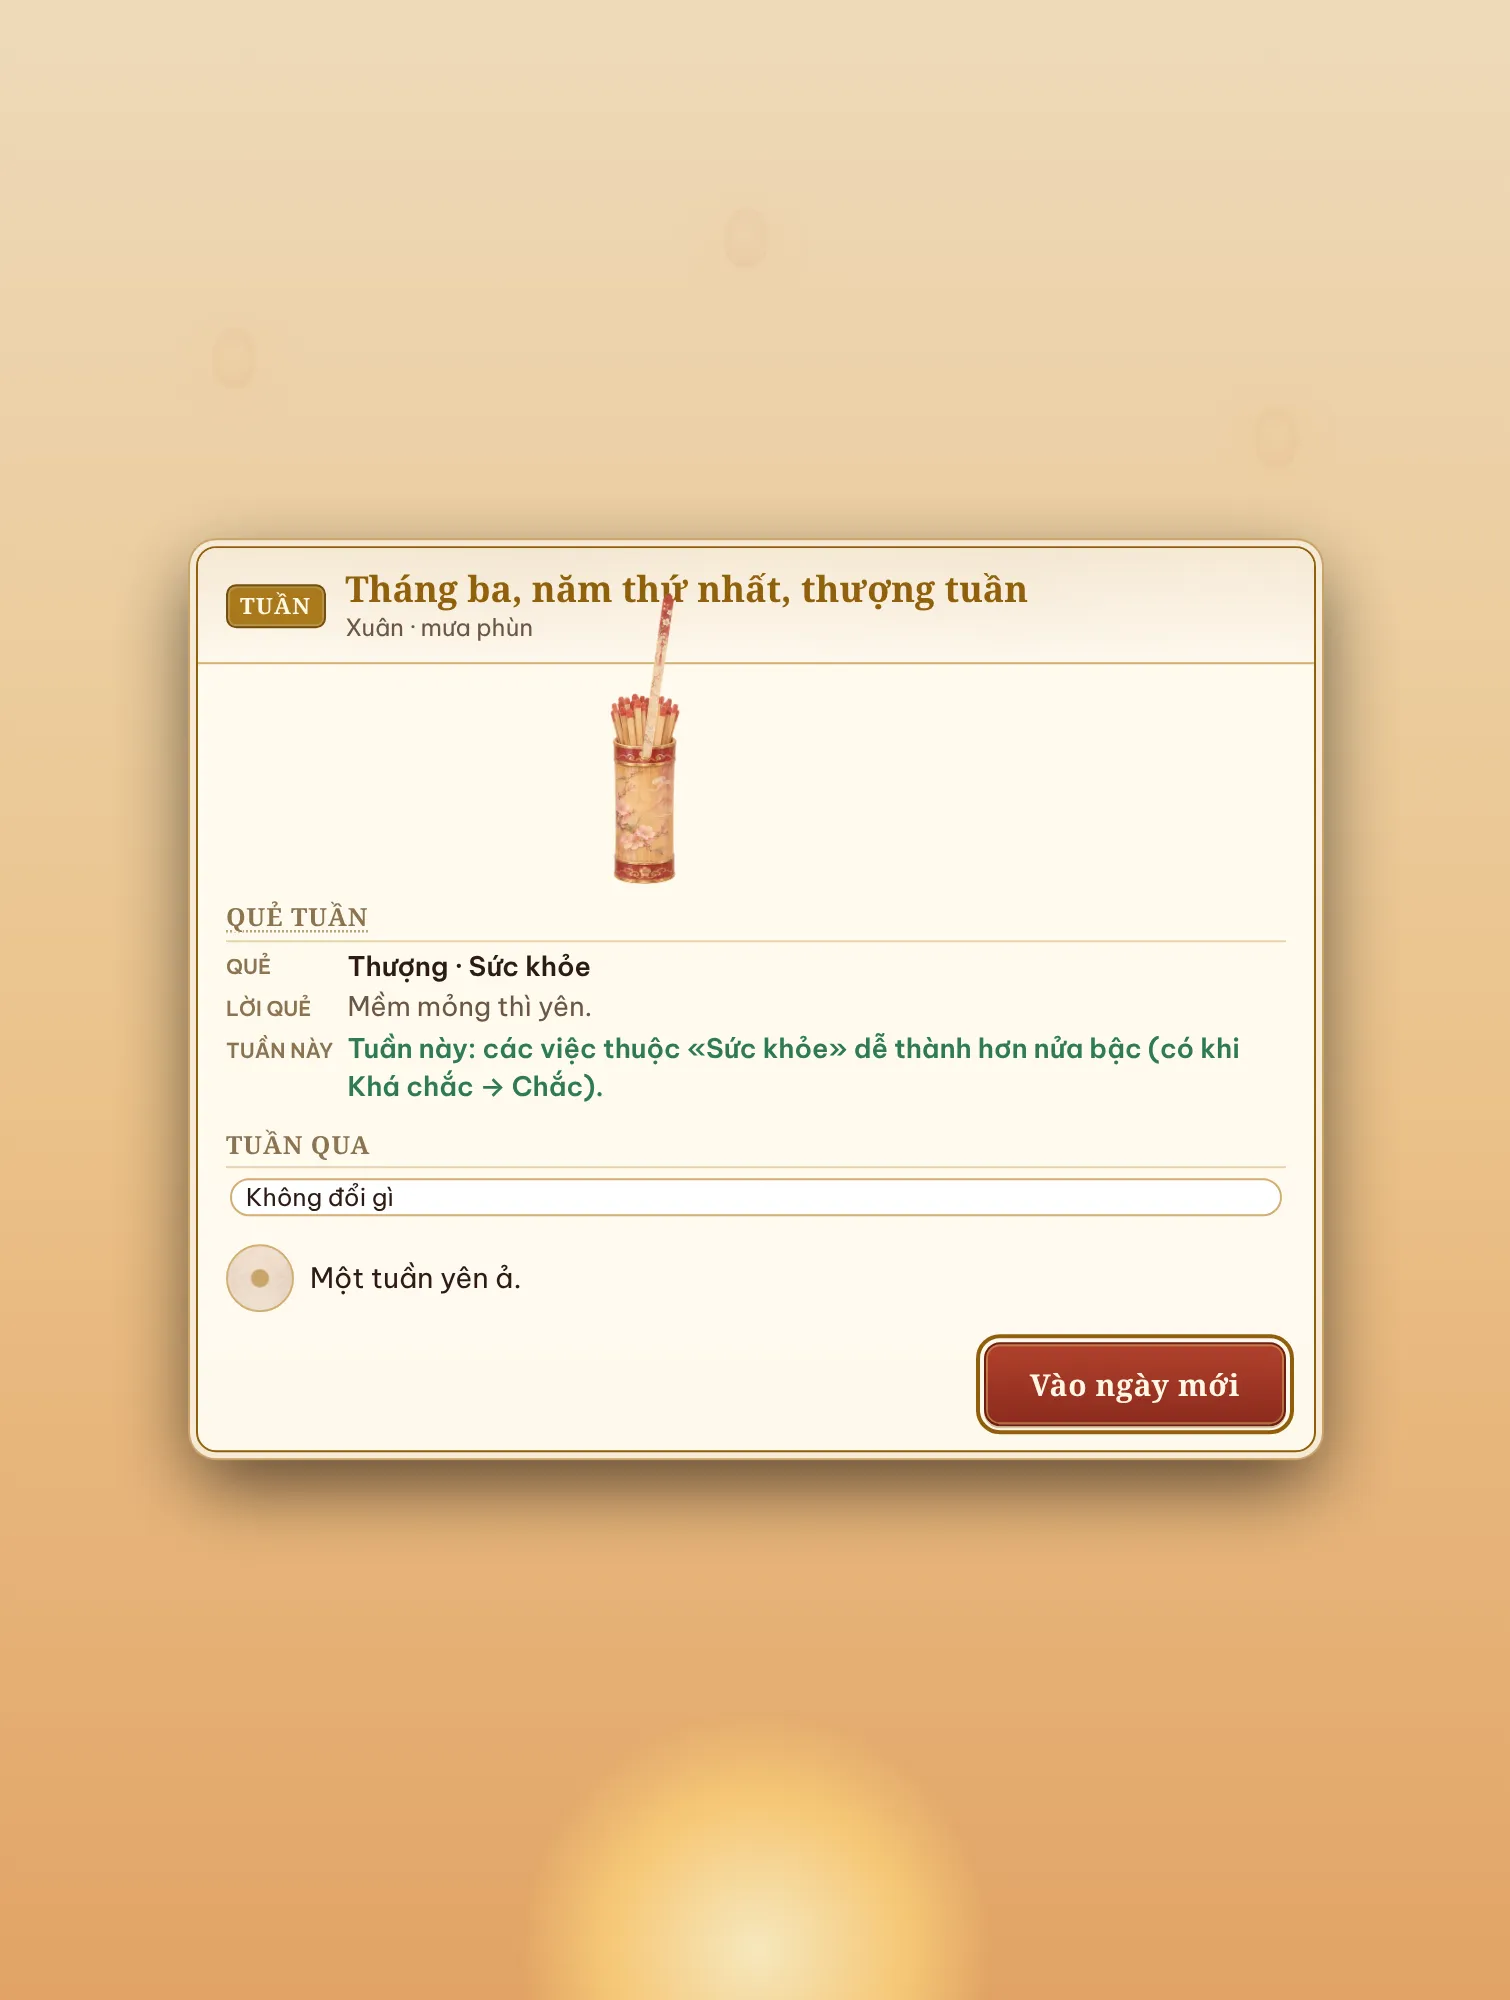 TUẦN
Tháng ba, năm thứ nhất, thượng tuần
Xuân · mưa phùn
QUẺ TUẦN
QUẺ Thượng · Sức khỏe
LỜI QUẺ Mềm mỏng thì yên.
TUẦN NÀY Tuần này: các việc thuộc «Sức khỏe» dễ thành hơn nửa bậc (có khi
Khá chắc → Chắc).
TUẦN QUA
Không đổi gì
Một tuần yên ả.
Vào ngày mới